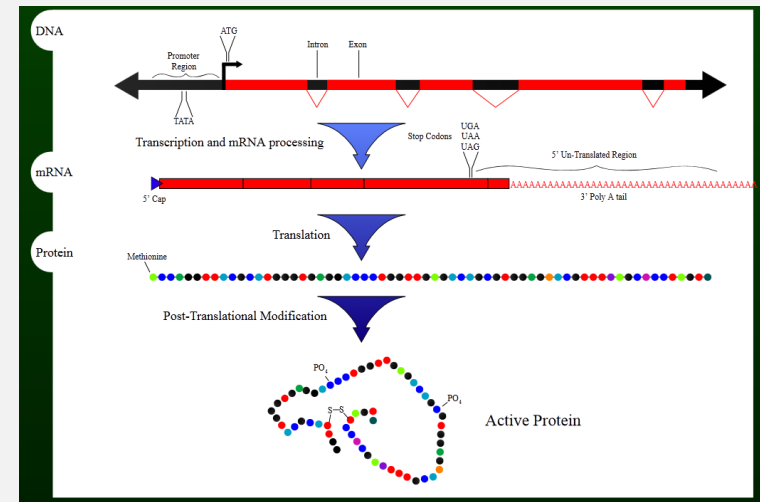 DNA
ATG
Promoter
Region
Intron
Exon
TATA
Transcription and mRNA processing
Stop Codons
UGA
UAA
UAG
5' Un-Translated Region
mRNA
5' Cap
AAAAAAAAAAAAAAAAAAAAAAAAAAAAAAAAAAAAAA
3' Poly A tail
Translation
Protein
Methionine
Post-Translational Modification
PO4
PO4
S-S
Active Protein